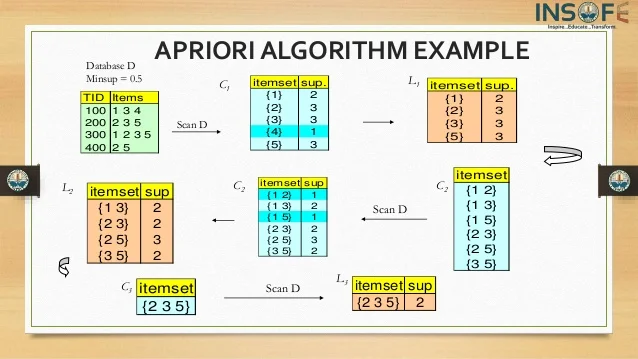 INSOFE
Inspire...Educate...Transform.
APRIORI ALGORITHM EXAMPLE
Database D
Minsup = 0.5
TID Items
100 1 3 4
200 2 3 5
300 1 2 3 5
400 2 5
Scan D
C1
itemset sup.
{1} 2
{2} 3
{3} 3
{4} 1
{5} 3
L1
itemset sup.
{1} 2
{2} 3
{3} 3
{5} 3
L2
itemset sup
{1 3} 2
{2 3} 2
{2 5} 3
{3 5} 2
C2
itemset sup
{1 2} 1
{1 3} 2
{1 5} 1
{2 3} 2
{2 5} 3
{3 5} 2
Scan D
C2
itemset
{1 2}
{1 3}
{1 5}
{2 3}
{2 5}
{3 5}
C3
itemset
{2 3 5}
Scan D
L3
itemset sup
{2 3 5} 2